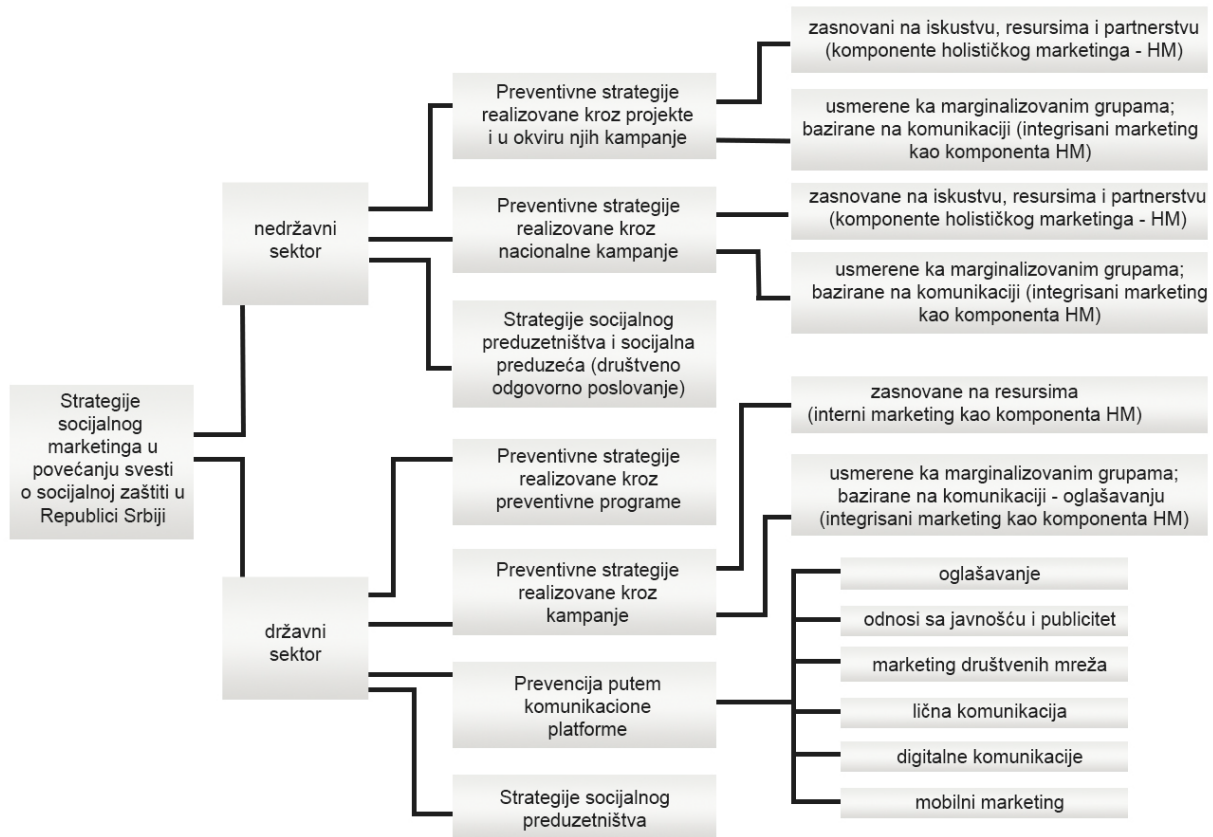 Strategije
socijalnog
marketinga u
povećanju svesti
o socijalnoj zaštiti u
Republici Srbiji
nedržavni
sektor
Preventivne strategije
realizovane kroz projekte
i u okviru njih kampanje
zasnovani na iskustvu, resursima i partnerstvu
(komponente holističkog marketinga - HM)
usmerene ka marginalizovanim grupama;
bazirane na komunikaciji (integrisani marketing
kao komponenta HM)
Preventivne strategije
realizovane kroz
nacionalne kampanje
zasnovane na iskustvu, resursima i partnerstvu
(komponente holističkog marketinga - HM)
usmerene ka marginalizovanim grupama;
bazirane na komunikaciji (integrisani marketing
kao komponenta HM)
Strategije socijalnog
preduzetništva i socijalna
preduzeća (društveno
odgovorno poslovanje)
državni
sektor
Preventivne strategije
realizovane kroz
preventivne programe
Preventivne strategije
realizovane kroz
kampanje
zasnovane na resursima
(interni marketing kao komponenta HM)
usmerene ka marginalizovanim grupama;
bazirane na komunikaciji - oglašavanju
(integrisani marketing kao komponenta HM)
Prevencija putem
komunikacione
platforme
oglašavanje
odnosi sa javnošću i publicitet
marketing društvenih mreža
lična komunikacija
digitalne komunikacije
mobilni marketing
Strategije socijalnog
preduzetništva